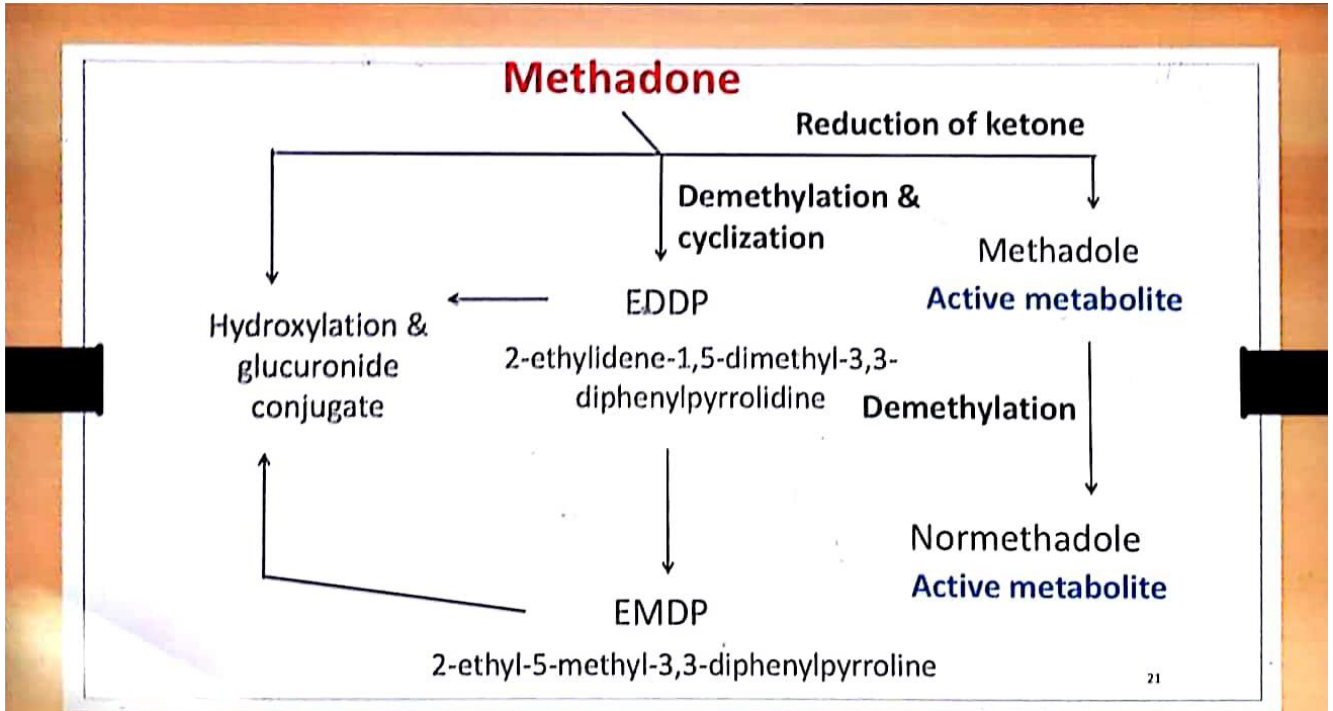 Methadone
Reduction of ketone
Demethylation &
cyclization
Methadole
Active metabolite
EDDP
Hydroxylation &
glucuronide
conjugate
2-ethylidene-1,5-dimethyl-3,3-
diphenylpyrrolidine
Demethylation
Normethadole
Active metabolite
EMDP
2-ethyl-5-methyl-3,3-diphenylpyrroline
21